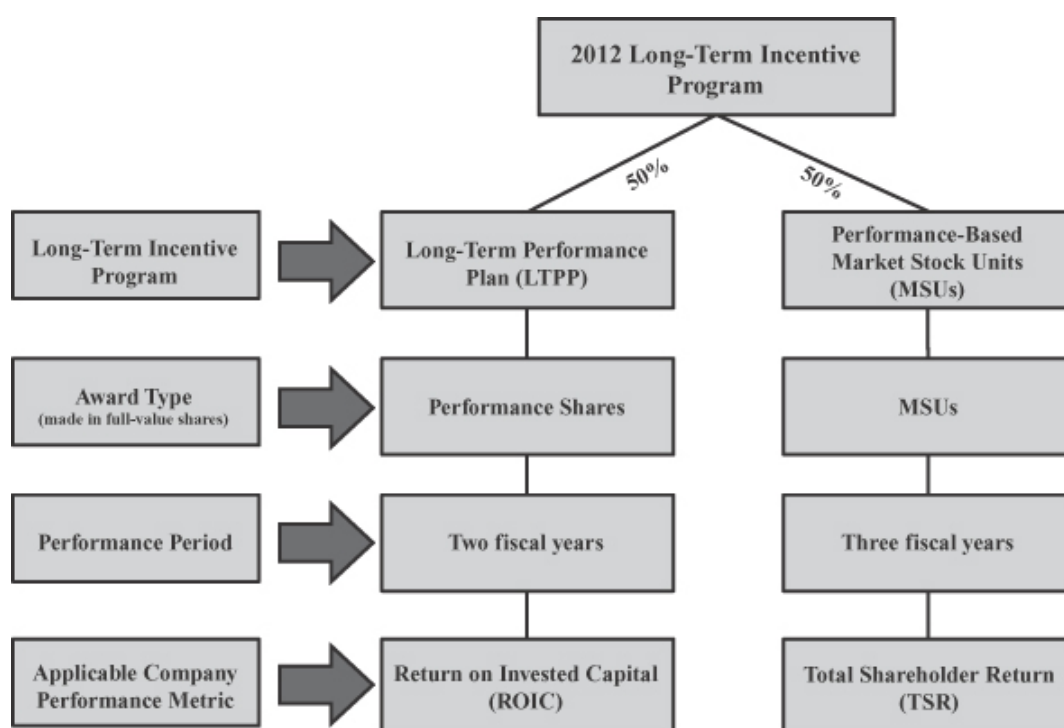 2012 Long-Term Incentive
Program
50%
50%
Long-Term Incentive
Program
Long-Term Performance
Plan (LTPP)
Performance-Based
Market Stock Units
(MSUs)
Award Type
(made in full-value shares)
Performance Shares
MSUs
Performance Period
Two fiscal years
Three fiscal years
Applicable Company
Performance Metric
Return on Invested Capital
(ROIC)
Total Shareholder Return
(TSR)